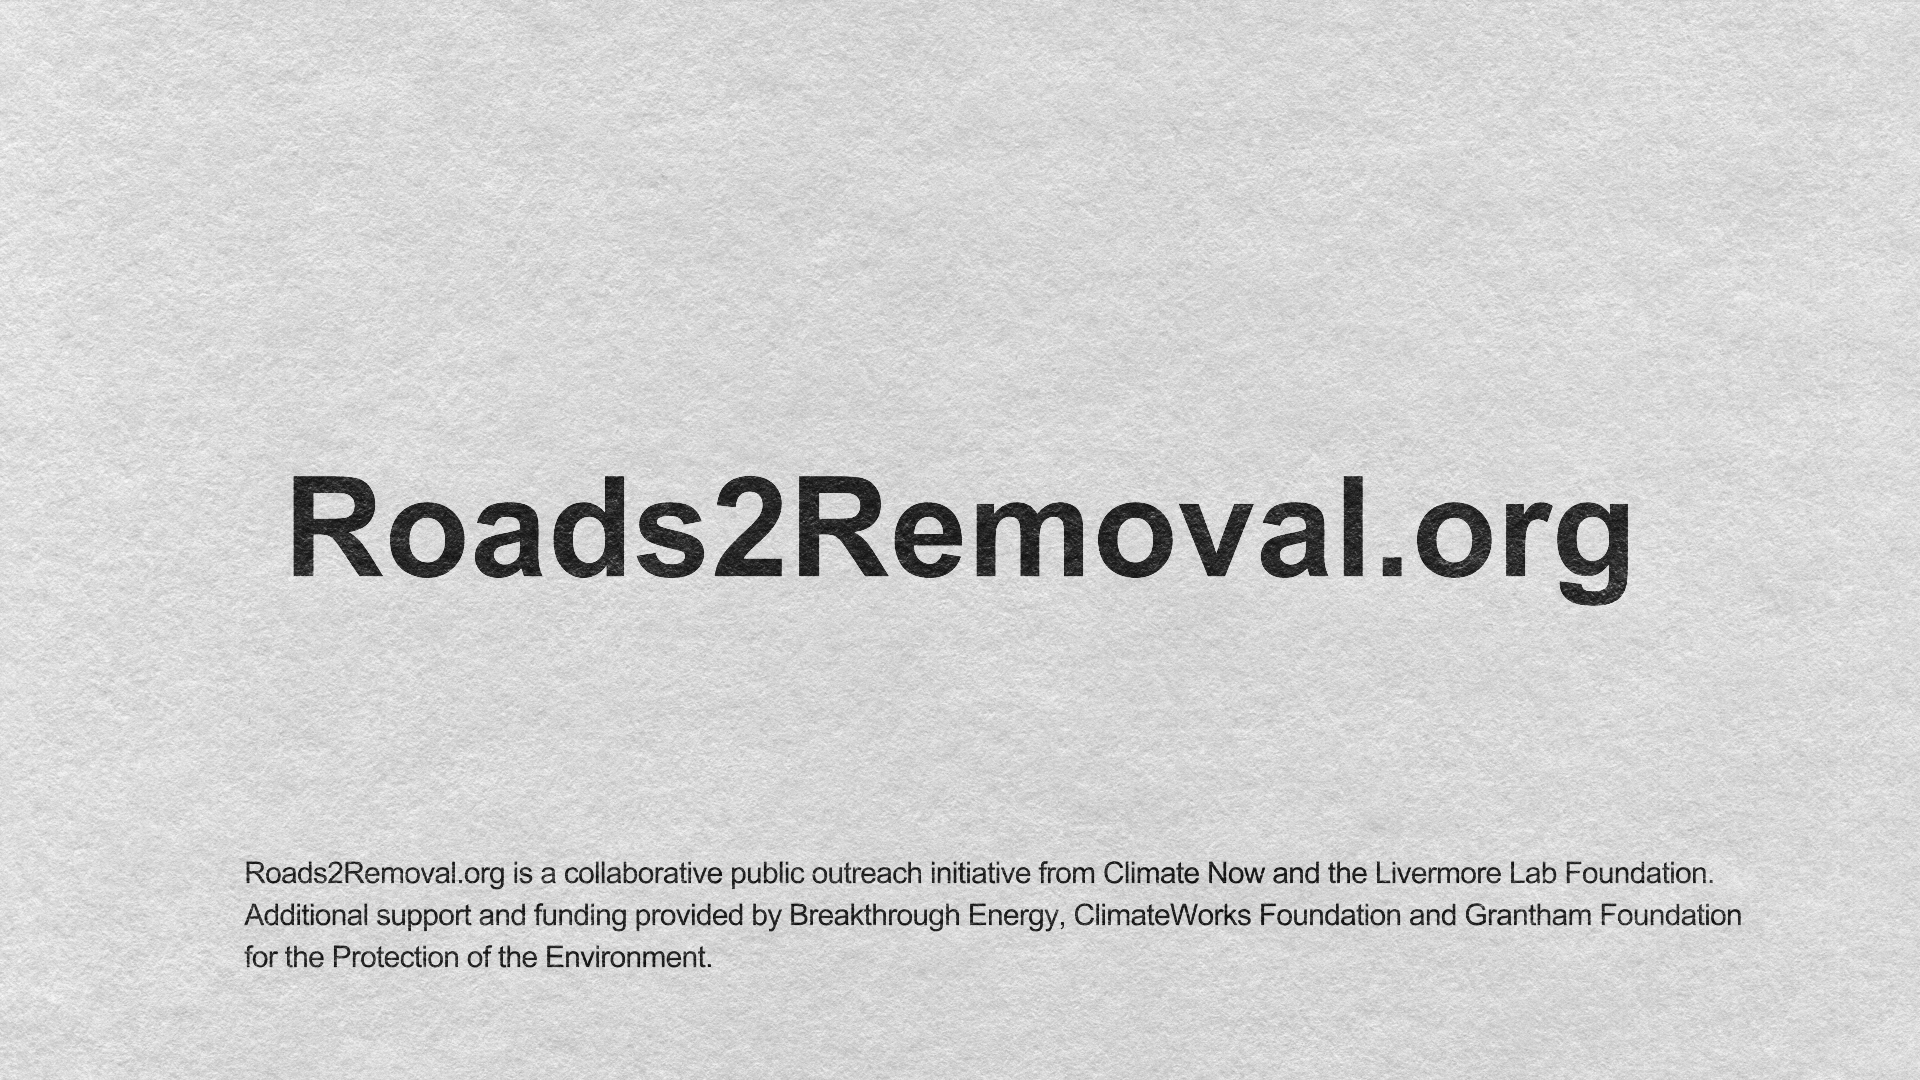 Roads2Removal.org
Roads2Removal.org is a collaborative public outreach initiative from Climate Now and the Livermore Lab Foundation.
Additional support and funding provided by Breakthrough Energy, ClimateWorks Foundation and Grantham Foundation
for the Protection of the Environment.